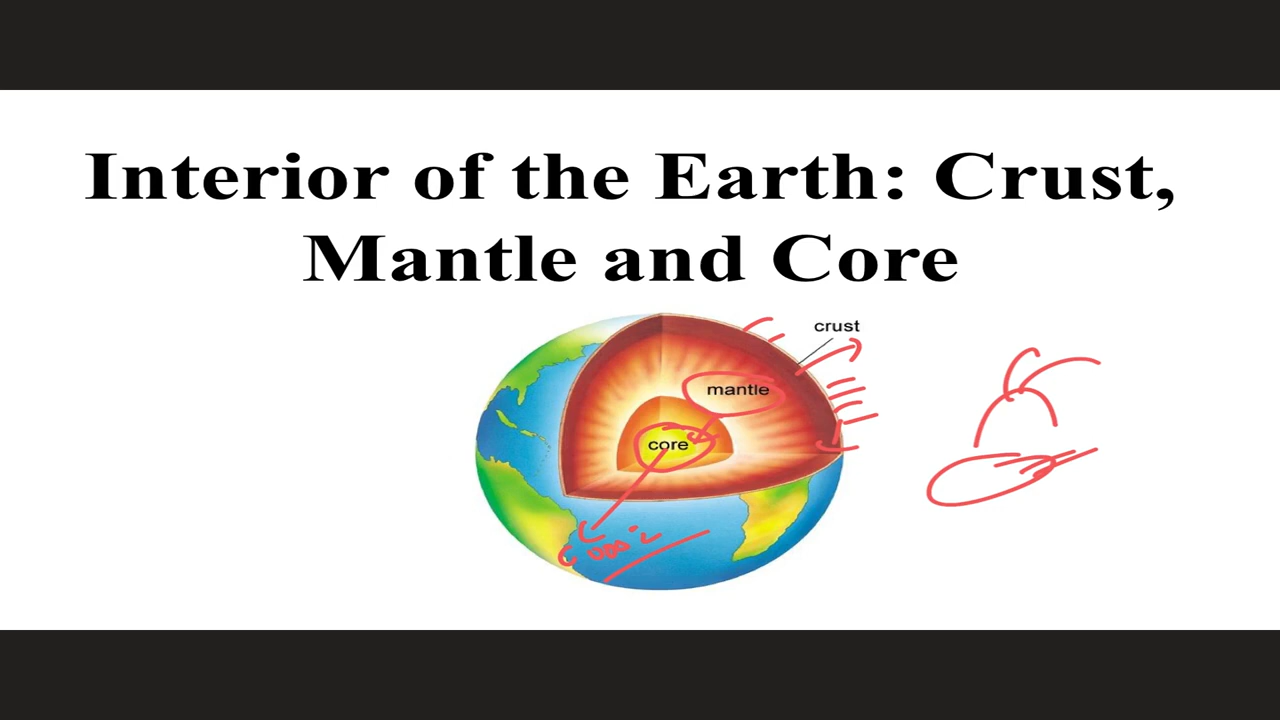 Interior of the Earth: Crust,
Mantle and Core
crust
mantle
core